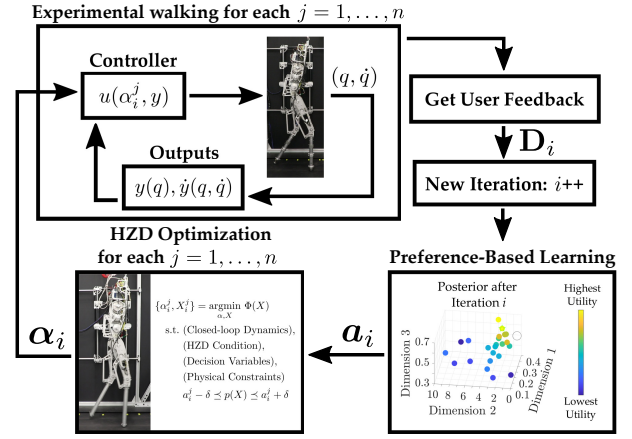 Experimental walking for each j = 1, . . . , n
Controller
u(α_i^j, y)
(q, q̇)
Outputs
y(q), ẏ(q, q̇)
Get User Feedback
D_i
New Iteration: i++
HZD Optimization
for each j = 1, . . . , n
{α_i^j, X_i^j} = argmin Φ(X)
α,X
s.t. (Closed-loop Dynamics),
(HZD Condition),
(Decision Variables),
(Physical Constraints)
a_i^j − δ ⪯ p(X) ⪯ a_i^j + δ
α_i
a_i
Preference-Based Learning
Posterior after
Iteration i
Highest
Utility
Dimension 3
0.7
0.5
0.3
10 8 6 4 2 0
Dimension 2
0.1
0.2
0.3
0.4
Dimension 1
Lowest
Utility